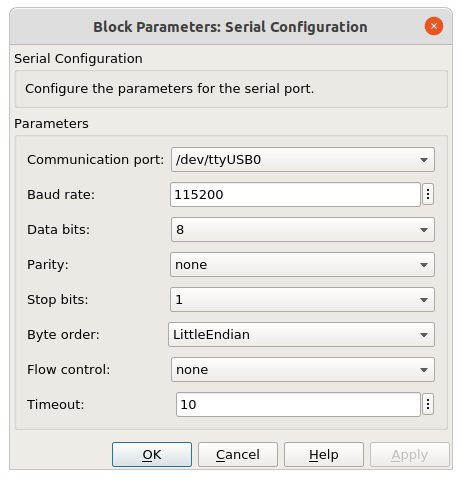 Block Parameters: Serial Configuration
Serial Configuration
Configure the parameters for the serial port.
Parameters
Communication port: /dev/ttyUSB0
Baud rate: 115200
Data bits: 8
Parity: none
Stop bits: 1
Byte order: LittleEndian
Flow control: none
Timeout: 10
OK Cancel Help Apply